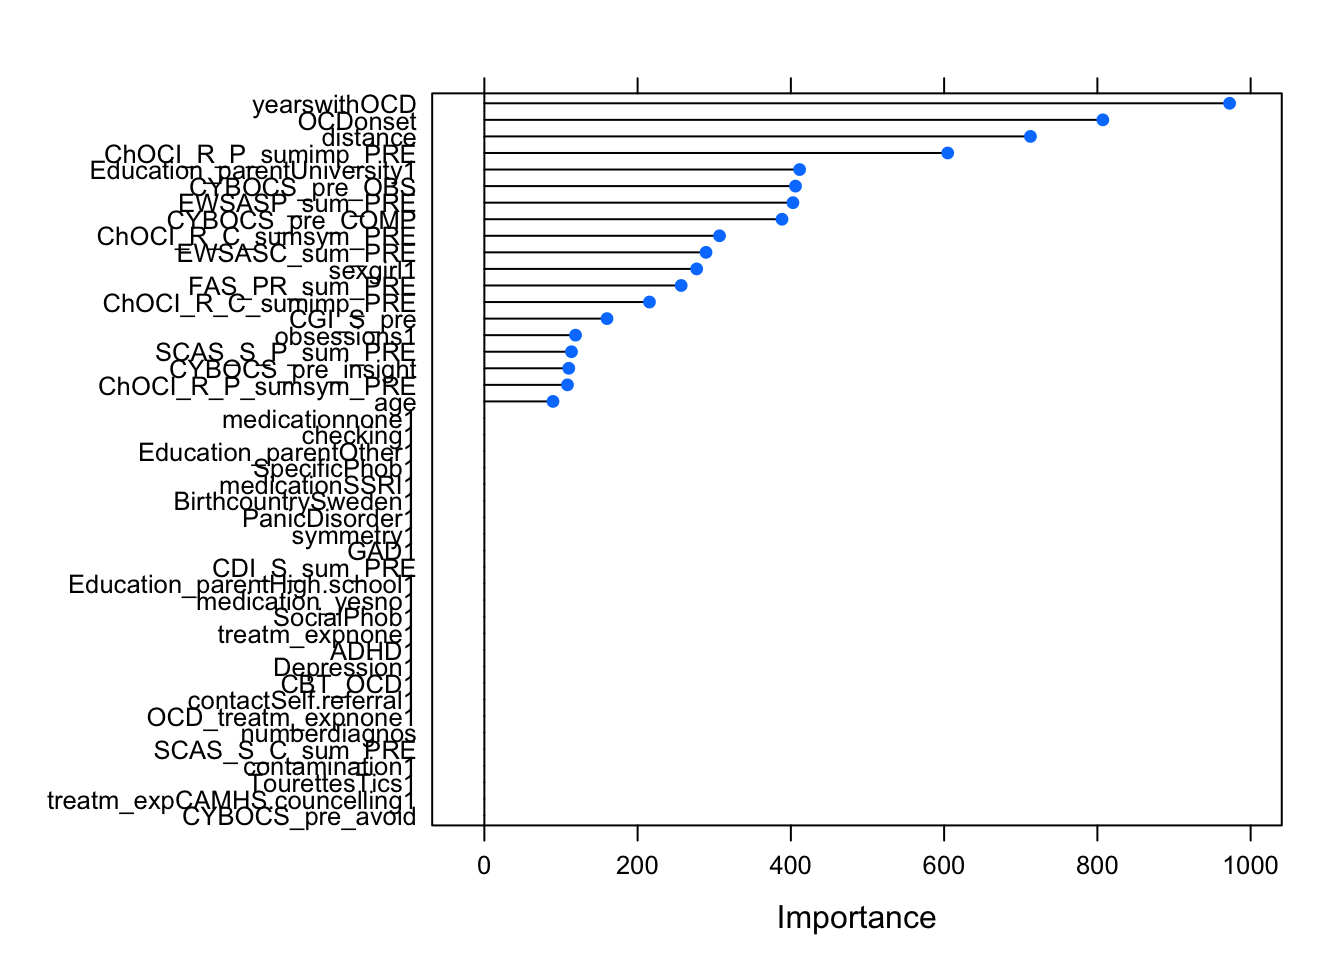 yearswithOCD
OCDonset
distance
ChOCI_R_P_sumimp_PRE
Education_parentUniversity1
CYBOCS_pre_OBS
EWSASP_sum_PRE
CYBOCS_pre_COMP
ChOCI_R_C_sumsym_PRE
EWSASC_sum_PRE
sexgirl1
FAS_PR_sum_PRE
ChOCI_R_C_sumimp_PRE
CGI_S_pre
obsessions1
SCAS_S_P_sum_PRE
CYBOCS_pre_insight
ChOCI_R_P_sumsym_PRE
age
medicationnone1
checking1
Education_parentOther1
SpecificPhob1
medicationSSRI1
BirthcountrySweden1
PanicDisorder1
symmetry1
GAD1
CDI_S_sum_PRE
Education_parentHigh.school1
medication_yesno1
SocialPhob1
treatm_expnone1
ADHD1
Depression1
CBT_OCD1
contactSelf.referral1
OCD_treatm_expnone1
numberdiagnos
SCAS_S_C_sum_PRE
contamination1
TourettesTics1
treatm_expCAMHS.councelling1
CYBOCS_pre_avoid
0 200 400 600 800 1000
Importance